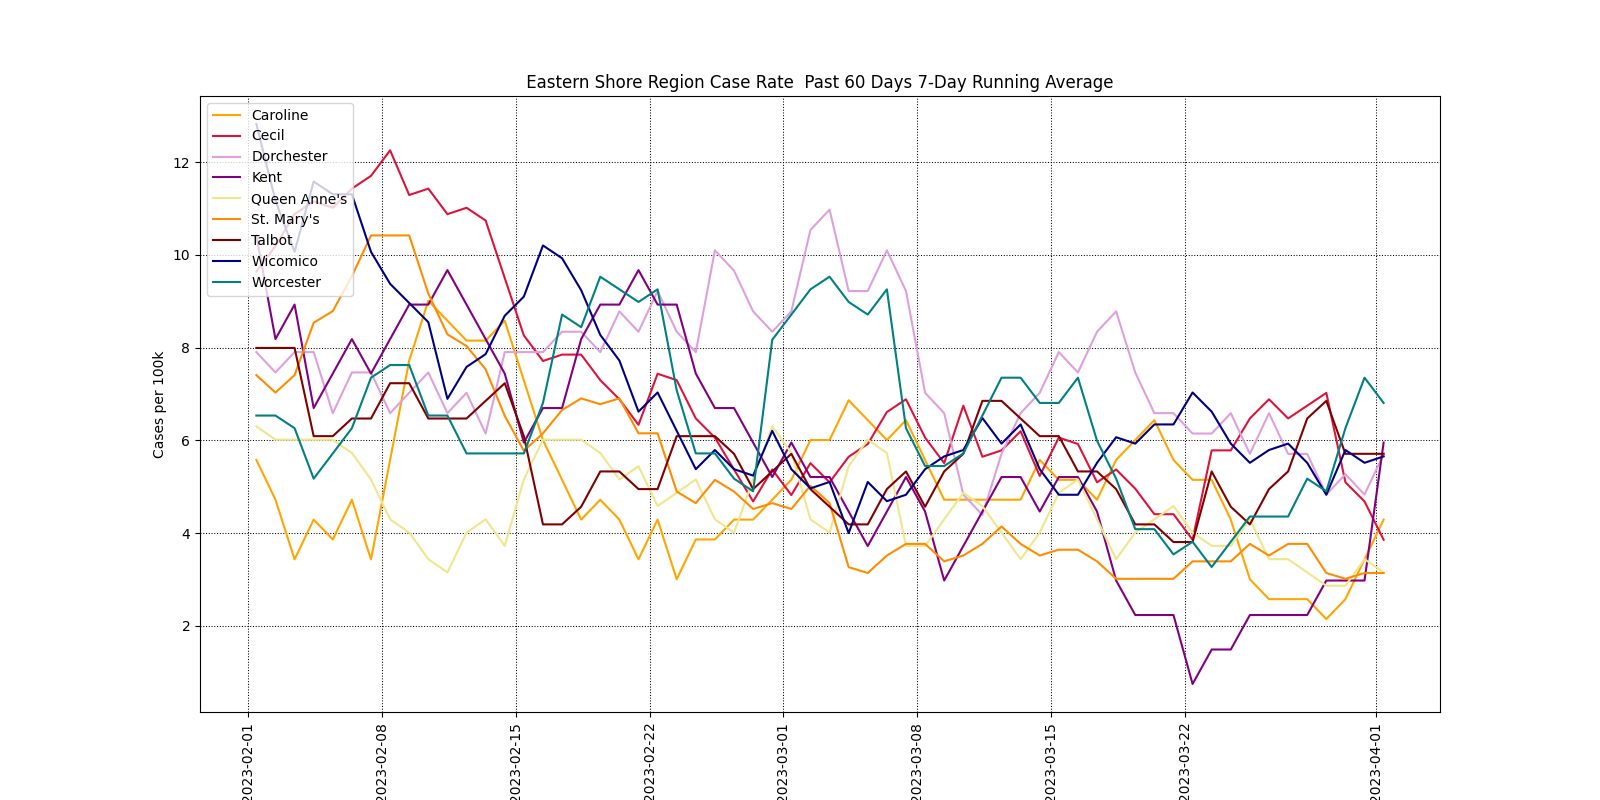 Eastern Shore Region Case Rate  Past 60 Days 7-Day Running Average
Caroline
Cecil
Dorchester
Kent
Queen Anne's
St. Mary's
Talbot
Wicomico
Worcester
Cases per 100k
12
10
8
6
4
2
2023-02-01
2023-02-08
2023-02-15
2023-02-22
2023-03-01
2023-03-08
2023-03-15
2023-03-22
2023-04-01